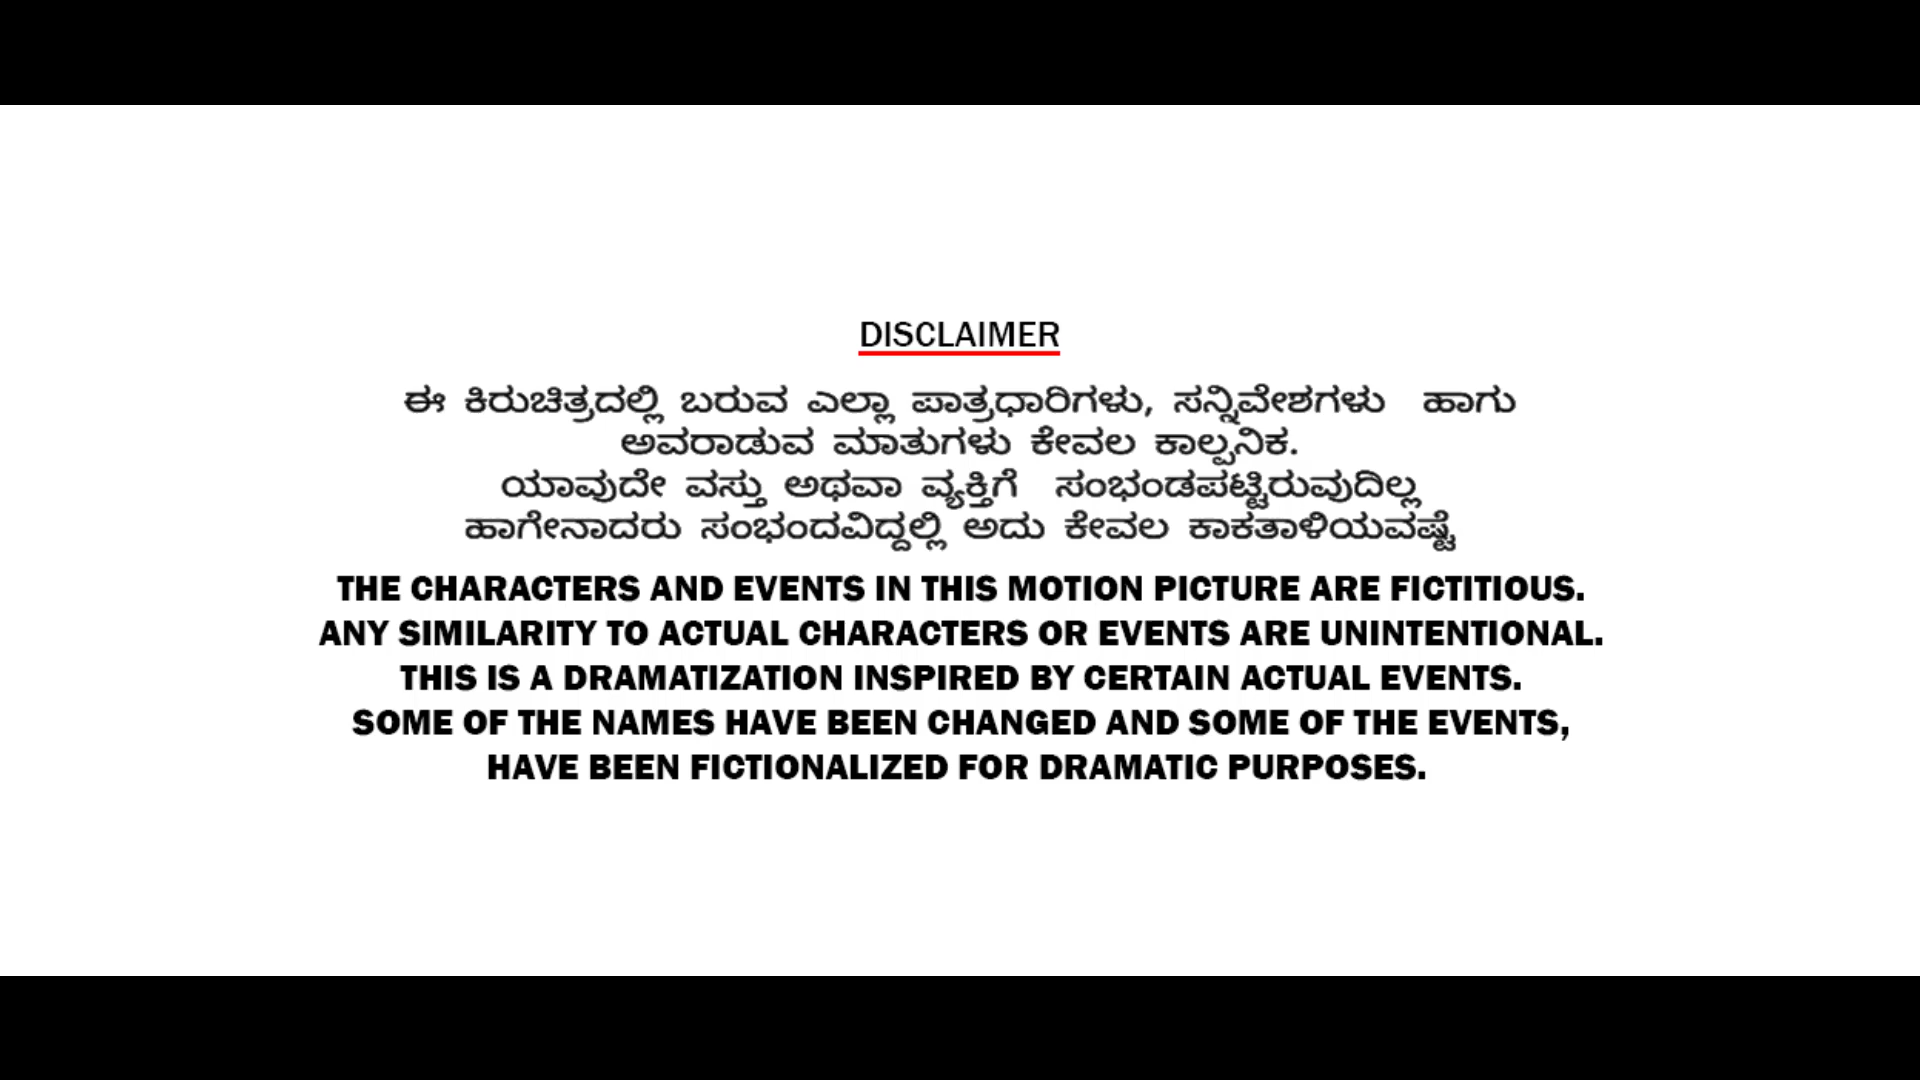 DISCLAIMER
ಈ ಕಿರುಚಿತ್ರದಲ್ಲಿ ಬರುವ ಎಲ್ಲಾ ಪಾತ್ರಧಾರಿಗಳು, ಸನ್ನಿವೇಶಗಳು ಹಾಗು
ಅವರಾಡುವ ಮಾತುಗಳು ಕೇವಲ ಕಾಲ್ಪನಿಕ.
ಯಾವುದೇ ವಸ್ತು ಅಥವಾ ವ್ಯಕ್ತಿಗೆ ಸಂಭಂಡಪಟ್ಟಿರುವುದಿಲ್ಲ
ಹಾಗೇನಾದರು ಸಂಭಂದವಿದ್ದಲ್ಲಿ ಅದು ಕೇವಲ ಕಾಕತಾಳಿಯವಷ್ಟೆ
THE CHARACTERS AND EVENTS IN THIS MOTION PICTURE ARE FICTITIOUS.
ANY SIMILARITY TO ACTUAL CHARACTERS OR EVENTS ARE UNINTENTIONAL.
THIS IS A DRAMATIZATION INSPIRED BY CERTAIN ACTUAL EVENTS.
SOME OF THE NAMES HAVE BEEN CHANGED AND SOME OF THE EVENTS,
HAVE BEEN FICTIONALIZED FOR DRAMATIC PURPOSES.